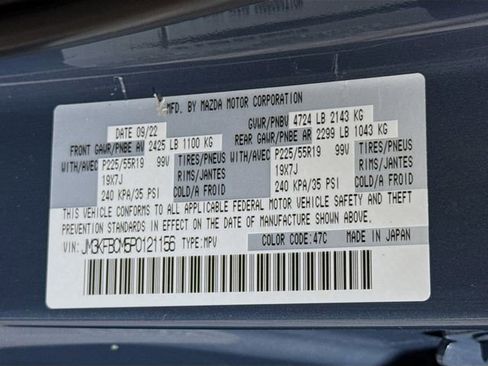 MFD. BY MAZDA MOTOR CORPORATION
DATE 09/22 GVWR/PNBV 4724 LB 2143 KG
FRONT GAWR/PNBE AV 2425 LB 1100 KG REAR GAWR/PNBE AR 2299 LB 1043 KG
WITH/AVEC P225/55R19 99V TIRES/PNEUS WITH/AVEC P225/55R19 99V TIRES/PNEUS
19X7J RIMS/JANTES 19X7J RIMS/JANTES
240 KPA/35 PSI COLD/A FROID 240 KPA/35 PSI COLD/A FROID
THIS VEHICLE CONFORMS TO ALL APPLICABLE FEDERAL MOTOR VEHICLE SAFETY AND THEFT
PREVENTION STANDARDS IN EFFECT ON THE DATE OF MANUFACTURE SHOWN ABOVE.
VIN: JM3KFBCM5P0121156 TYPE: MPV COLOR CODE: 47C MADE IN JAPAN